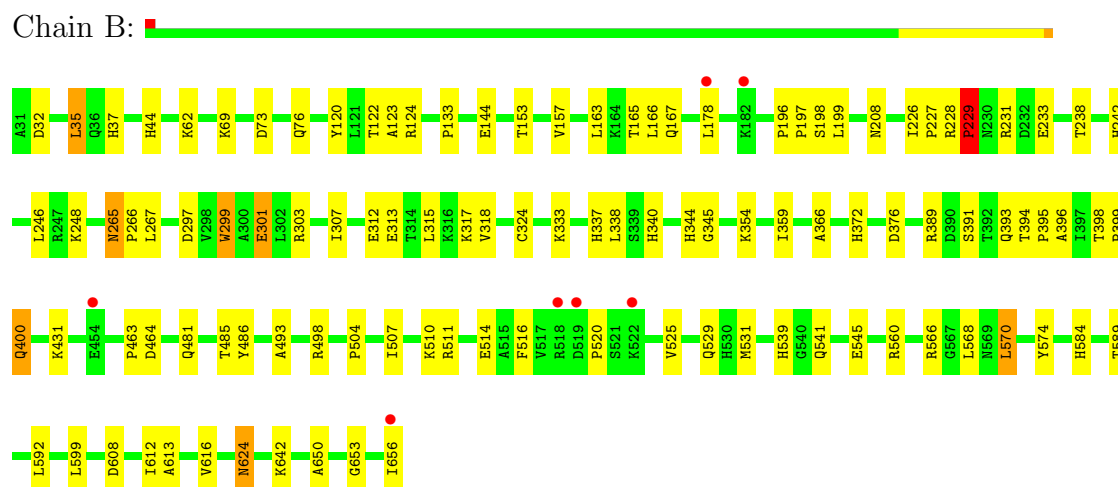 Chain B:
A31 D32 L35 Q36 H37 H44 K62 K69 D73 Q76 Y120 L121 T122 A123 R124 P133 E144 T153 V157 L163 K164 T165 L166 Q167 L178 K182 P196 P197 S198 L199 N208 I226 P227 R228 P229 N230 R231 D232 E233 T238 H242
L246 R247 K248 N265 P266 L267 D297 V298 W299 A300 E301 L302 R303 I307 E312 E313 T314 L315 K316 K317 V318 C324 K333 H337 L338 S339 H340 H344 G345 K354 I359 A366 H372 D376 R389 D390 S391 T392 Q393 T394 P395 A396 I397 T398 P399
Q400 K431 E454 P463 D464 Q481 T485 Y486 A493 R498 P504 I507 K510 R511 E514 A515 F516 V517 R518 D519 P520 S521 K522 V525 Q529 H530 M531 H539 G540 Q541 E545 R560 R566 G567 L568 N569 L570 Y574 H584 T589
L592 L599 D608 I612 A613 V616 N624 K642 A650 G653 I656